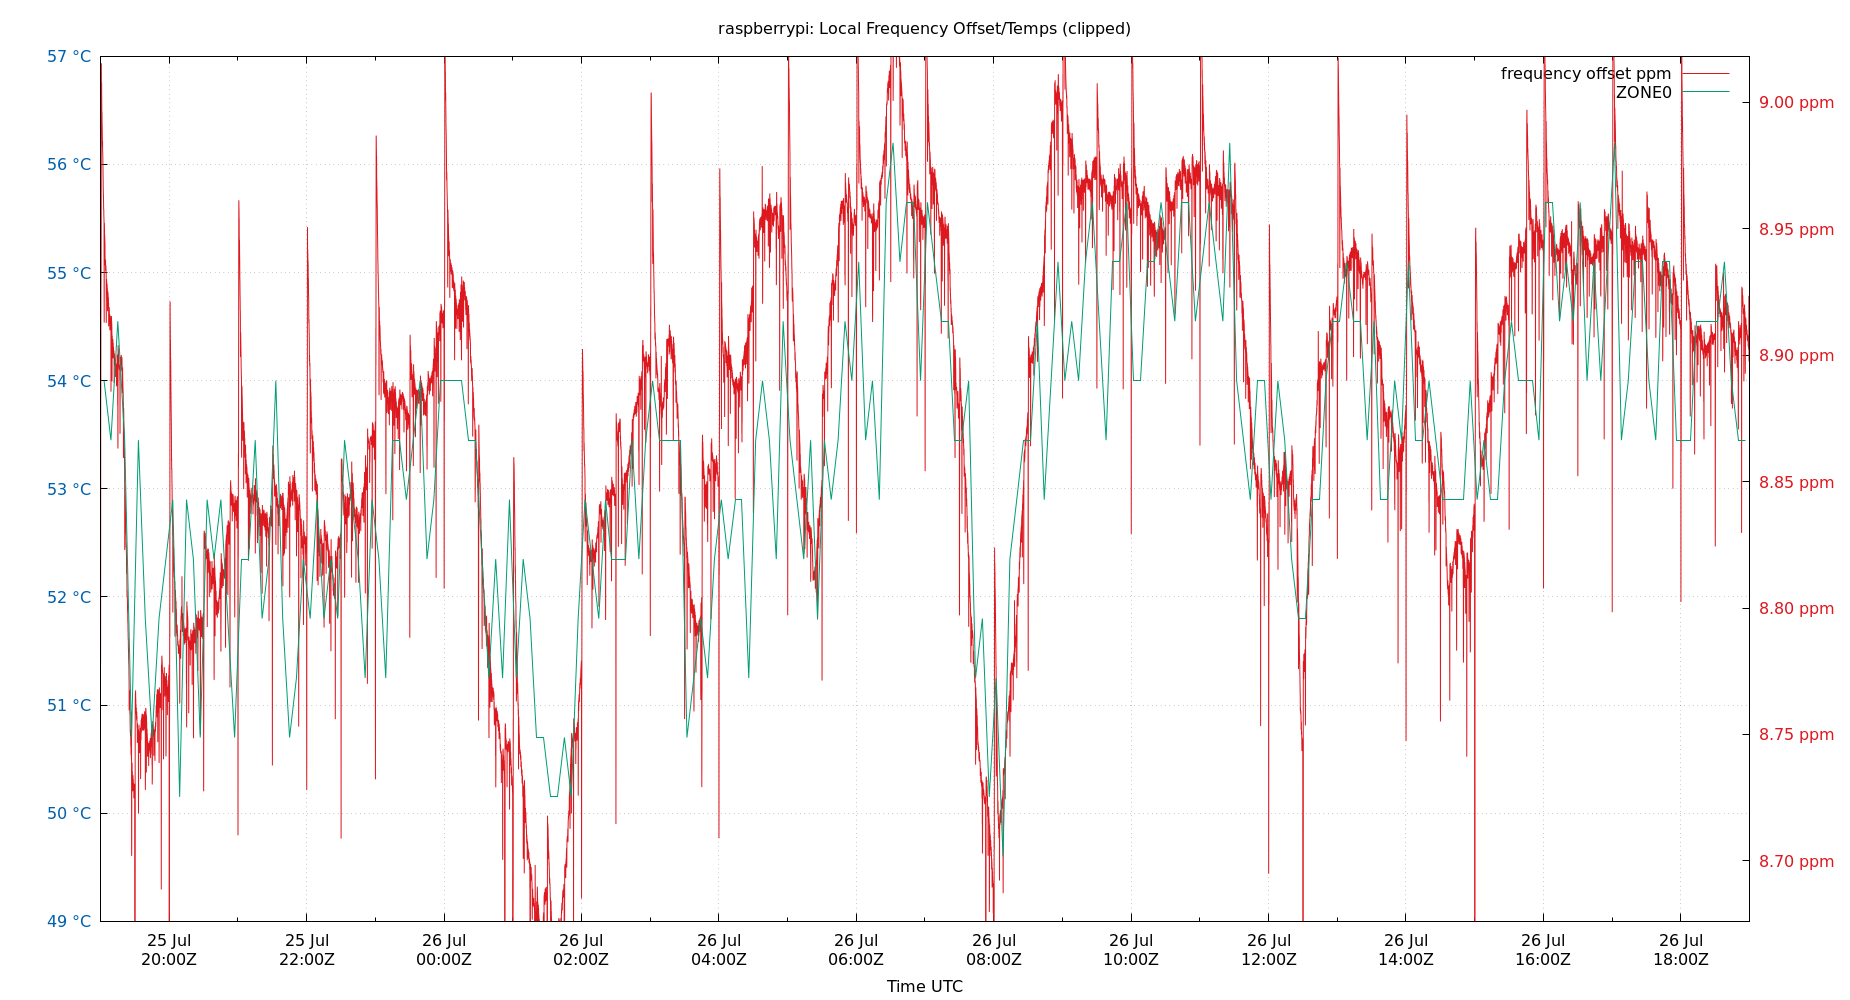 raspberrypi: Local Frequency Offset/Temps (clipped)
57 °C
56 °C
55 °C
54 °C
53 °C
52 °C
51 °C
50 °C
49 °C
frequency offset ppm
ZONE0
9.00 ppm
8.95 ppm
8.90 ppm
8.85 ppm
8.80 ppm
8.75 ppm
8.70 ppm
25 Jul 25 Jul 26 Jul 26 Jul 26 Jul 26 Jul 26 Jul 26 Jul 26 Jul 26 Jul 26 Jul 26 Jul
20:00Z 22:00Z 00:00Z 02:00Z 04:00Z 06:00Z 08:00Z 10:00Z 12:00Z 14:00Z 16:00Z 18:00Z
Time UTC